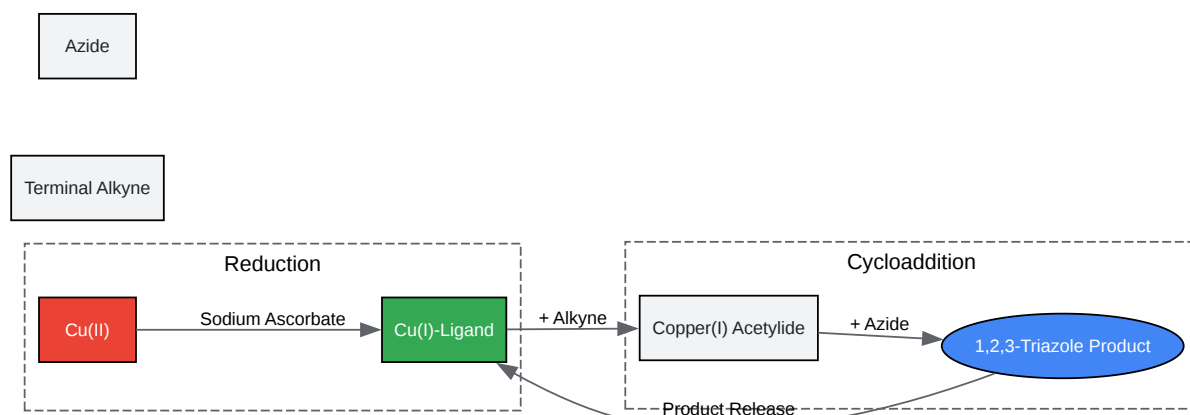 Azide
Terminal Alkyne
Reduction
Cycloaddition
Cu(II)
Sodium Ascorbate
Cu(I)-Ligand
+ Alkyne
Copper(I) Acetylide
+ Azide
1,2,3-Triazole Product
Product Release